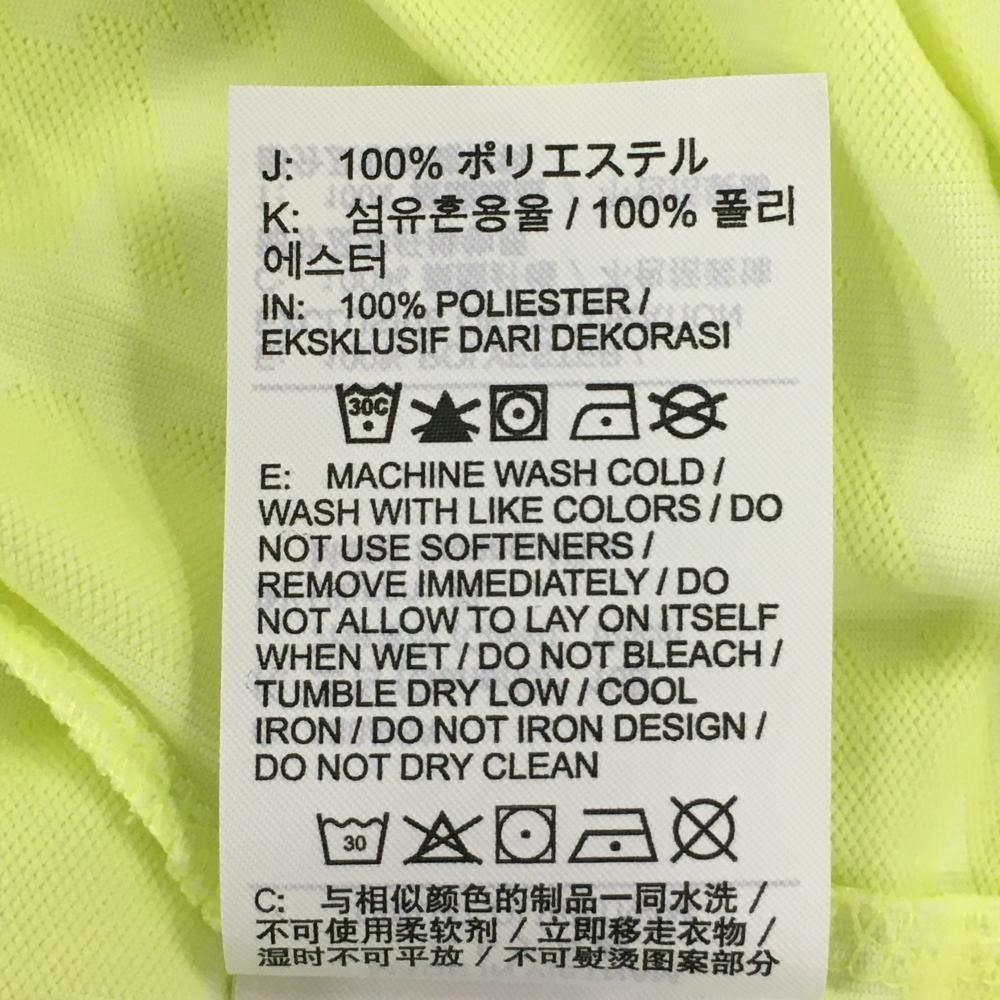 J: 100% ポリエステル
K: 섬유혼용율 / 100% 폴리
에스터
IN: 100% POLIESTER /
EKSKLUSIF DARI DEKORASI
30C
E: MACHINE WASH COLD /
WASH WITH LIKE COLORS / DO
NOT USE SOFTENERS /
REMOVE IMMEDIATELY / DO
NOT ALLOW TO LAY ON ITSELF
WHEN WET / DO NOT BLEACH /
TUMBLE DRY LOW / COOL
IRON / DO NOT IRON DESIGN /
DO NOT DRY CLEAN
30
C: 与相似颜色的制品一同水洗 /
不可使用柔软剂 / 立即移走衣物 /
湿时不可平放 / 不可熨烫图案部分